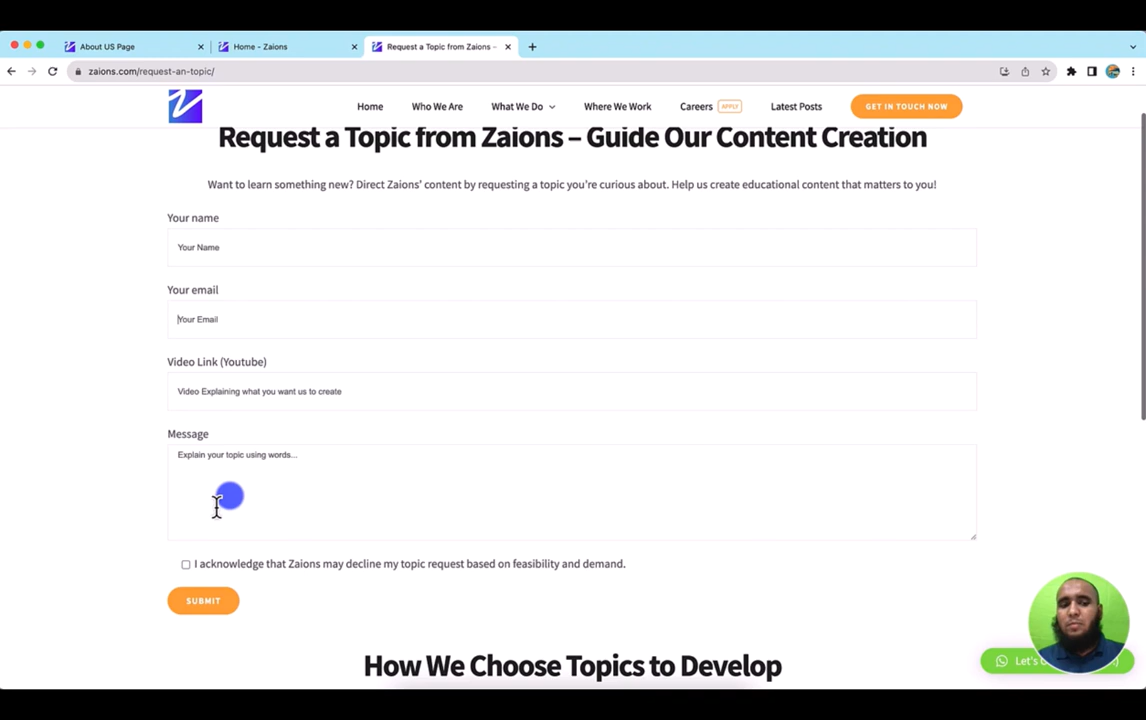 About US Page
Home - Zaions
Request a Topic from Zaions –
zaions.com/request-an-topic/
Home
Who We Are
What We Do
Where We Work
Careers
APPLY
Latest Posts
GET IN TOUCH NOW
Request a Topic from Zaions – Guide Our Content Creation
Want to learn something new? Direct Zaions' content by requesting a topic you're curious about. Help us create educational content that matters to you!
Your name
Your Name
Your email
Your Email
Video Link (Youtube)
Video Explaining what you want us to create
Message
Explain your topic using words...
I acknowledge that Zaions may decline my topic request based on feasibility and demand.
SUBMIT
Let's
How We Choose Topics to Develop